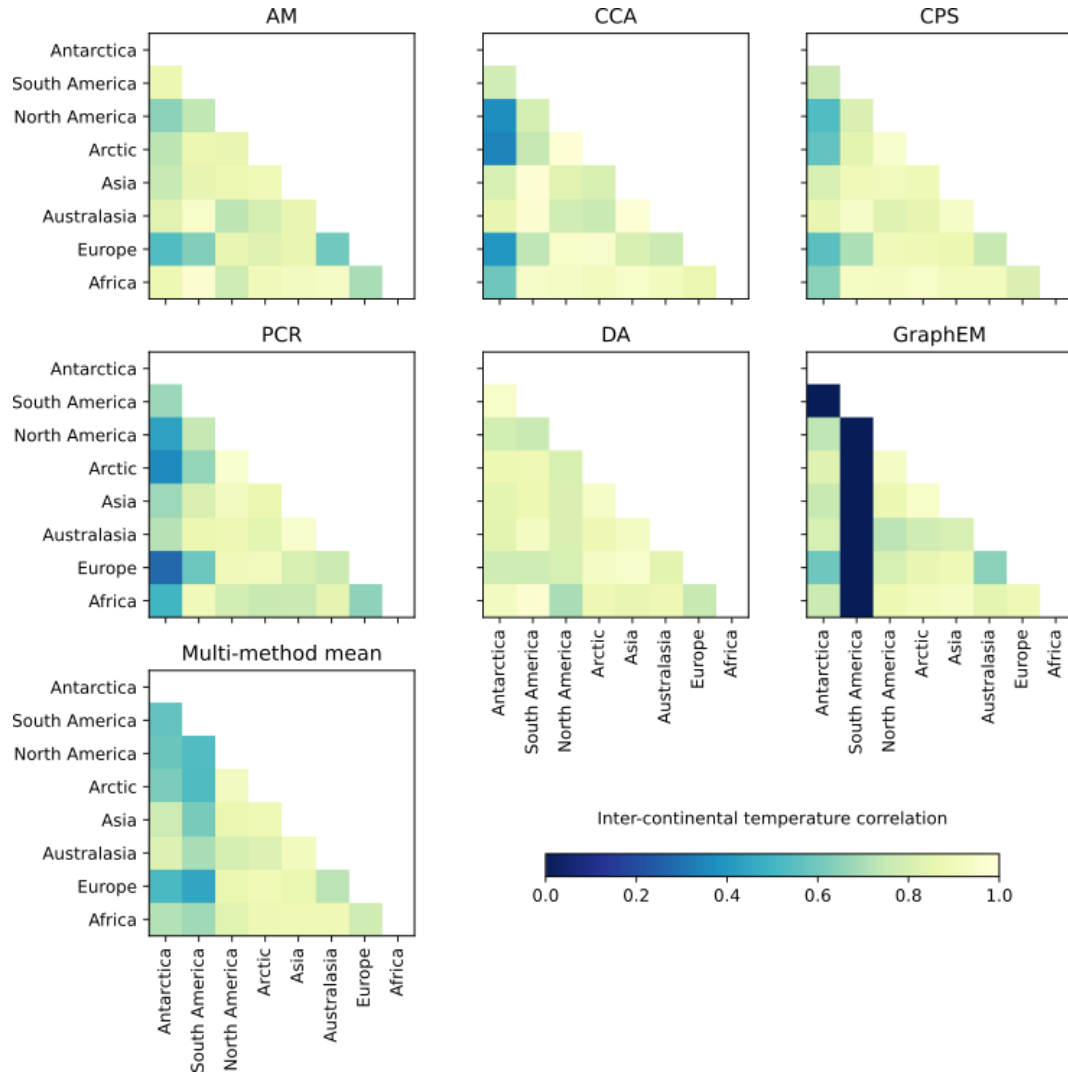 AM
CCA
CPS
Antarctica
South America
North America
Arctic
Asia
Australasia
Europe
Africa
PCR
DA
GraphEM
Antarctica
South America
North America
Arctic
Asia
Australasia
Europe
Africa
Antarctica
South America
North America
Arctic
Asia
Australasia
Europe
Africa
Antarctica
South America
North America
Arctic
Asia
Australasia
Europe
Africa
Multi-method mean
Antarctica
South America
North America
Arctic
Asia
Australasia
Europe
Africa
Antarctica
South America
North America
Arctic
Asia
Australasia
Europe
Africa
Inter-continental temperature correlation
0.0 0.2 0.4 0.6 0.8 1.0